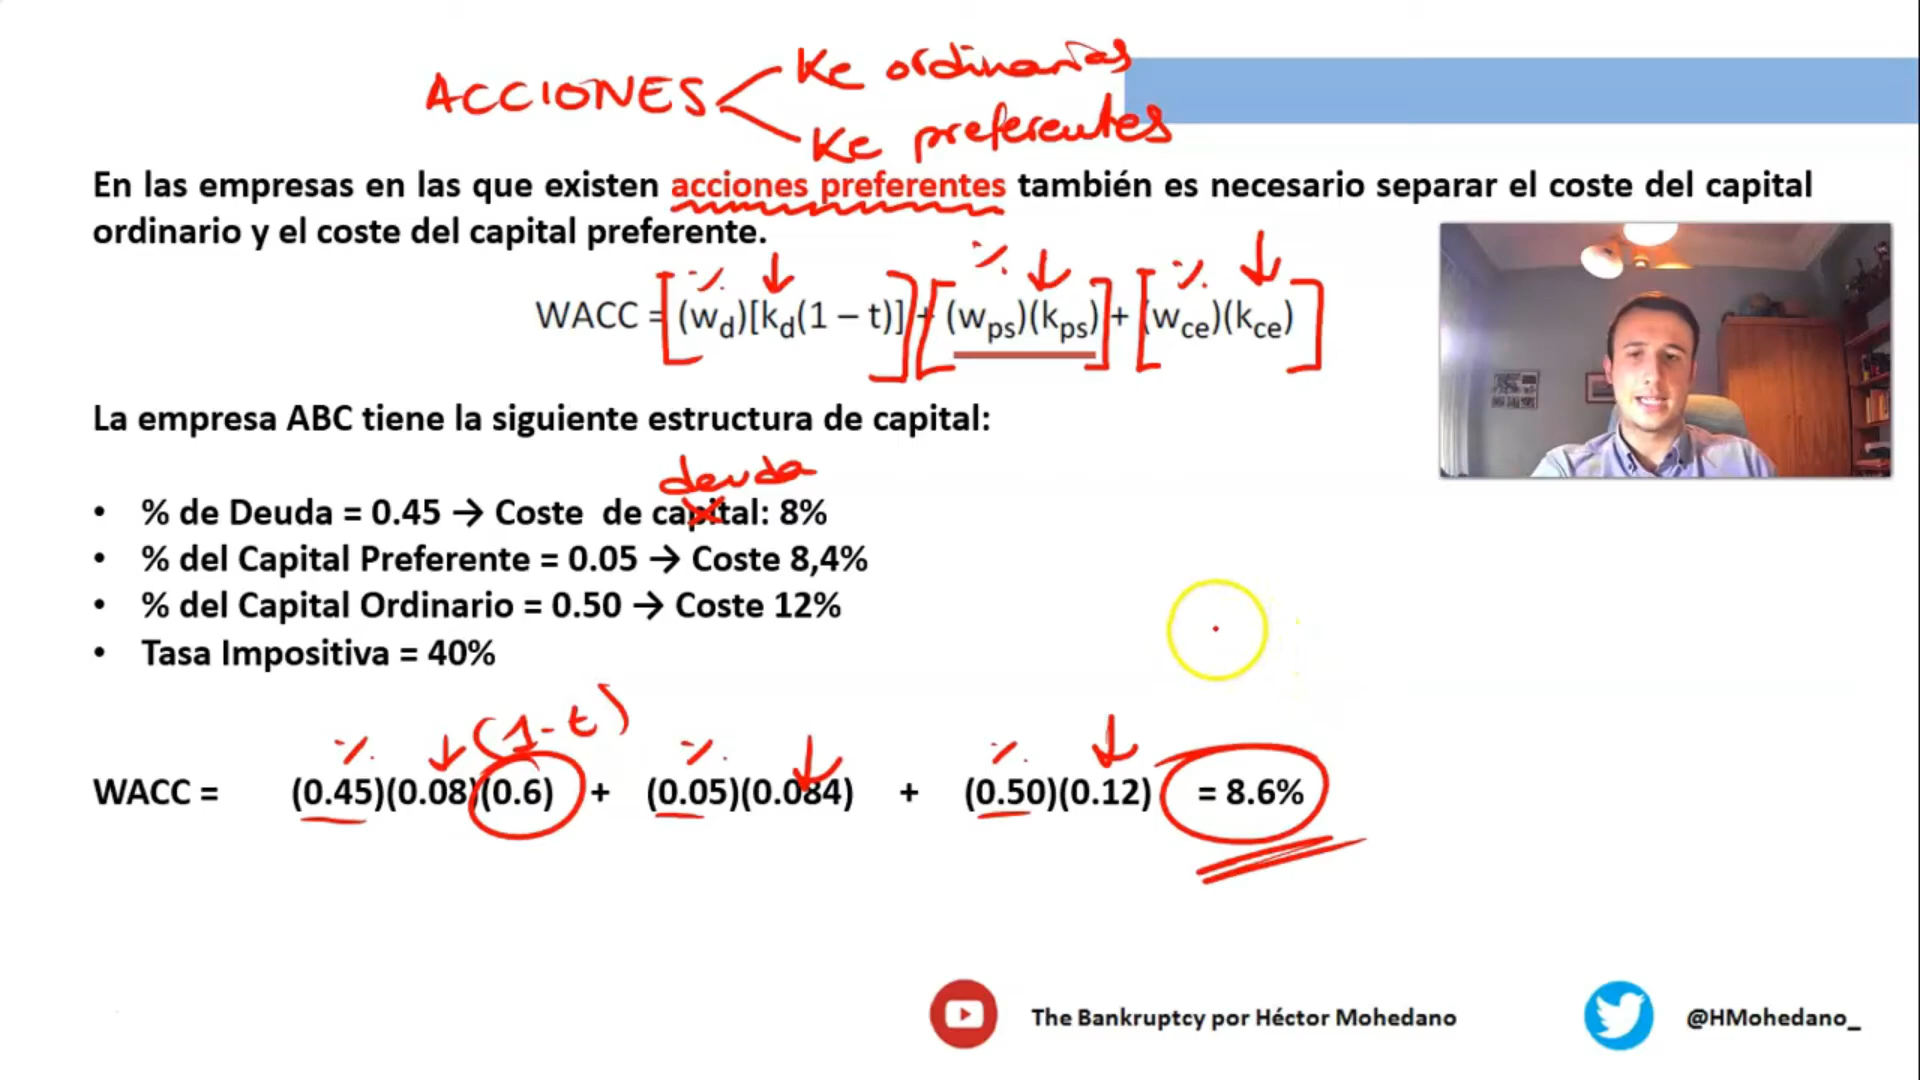 ACCIONES
Ke ordinarias
Ke preferentes
En las empresas en las que existen acciones preferentes también es necesario separar el coste del capital
ordinario y el coste del capital preferente.
% ↓ % ↓ % ↓
WACC = [(wd)[kd(1 – t)]] + [(wps)(kps)] + [(wce)(kce)]
La empresa ABC tiene la siguiente estructura de capital:
deuda
• % de Deuda = 0.45 → Coste de capital: 8%
• % del Capital Preferente = 0.05 → Coste 8,4%
• % del Capital Ordinario = 0.50 → Coste 12%
• Tasa Impositiva = 40%
% ↓ (1-t) % ↓ % ↓
WACC = (0.45)(0.08)(0.6) + (0.05)(0.084) + (0.50)(0.12) = 8.6%
The Bankruptcy por Héctor Mohedano
@HMohedano_